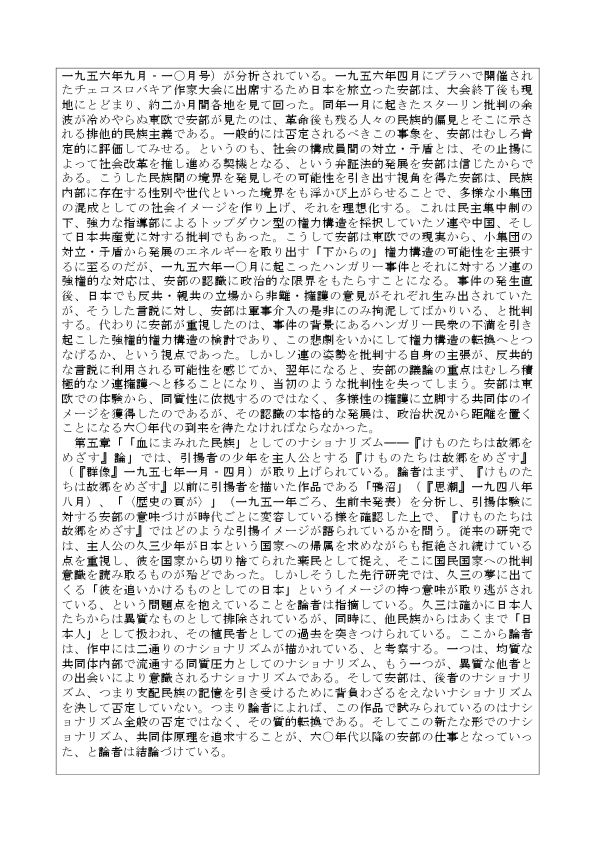 一九五六年九月‐一〇月号）が分析されている。一九五六年四月にプラハで開催され
たチェコスロバキア作家大会に出席するため日本を旅立った安部は、大会終了後も現
地にとどまり、約二か月間各地を見て回った。同年一月に起きたスターリン批判の余
波が冷めやらぬ東欧で安部が見たのは、革命後も残る人々の民族的偏見とそこに示さ
れる排他的民族主義である。一般的には否定されるべきこの事象を、安部はむしろ肯
定的に評価してみせる。というのも、社会の構成員間の対立・矛盾とは、その止揚に
よって社会改革を推し進める契機となる、という弁証法的発展を安部は信じたからで
ある。こうした民族間の境界を発見しその可能性を引き出す視角を得た安部は、民族
内部に存在する性別や世代といった境界をも浮かび上がらせることで、多様な小集団
の混成としての社会イメージを作り上げ、それを理想化する。これは民主集中制の
下、強力な指導部によるトップダウン型の権力構造を採択していたソ連や中国、そし
て日本共産党に対する批判でもあった。こうして安部は東欧での現実から、小集団の
対立・矛盾から発展のエネルギーを取り出す「下からの」権力構造の可能性を主張す
るに至るのだが、一九五六年一〇月に起こったハンガリー事件とそれに対するソ連の
強権的な対応は、安部の認識に政治的な限界をもたらすことになる。事件の発生直
後、日本でも反共・親共の立場から非難・擁護の意見がそれぞれ生み出されていた
が、そうした言説に対し、安部は軍事介入の是非にのみ拘泥してばかりいる、と批判
する。代わりに安部が重視したのは、事件の背景にあるハンガリー民衆の不満を引き
起こした強権的権力構造の検討であり、この悲劇をいかにして権力構造の転換へとつ
なげるか、という視点であった。しかしソ連の姿勢を批判する自身の主張が、反共的
な言説に利用される可能性を感じてか、翌年になると、安部の議論の重点はむしろ積
極的なソ連擁護へと移ることになり、当初のような批判性を失ってしまう。安部は東
欧での体験から、同質性に依拠するのではなく、多様性の擁護に立脚する共同体のイ
メージを獲得したのであるが、その認識の本格的な発展は、政治状況から距離を置く
ことになる六〇年代の到来を待たなければならなかった。
　第五章「「血にまみれた民族」としてのナショナリズム――『けものたちは故郷を
めざす』論」では、引揚者の少年を主人公とする『けものたちは故郷をめざす』
（『群像』一九五七年一月‐四月）が取り上げられている。論者はまず、『けものた
ちは故郷をめざす』以前に引揚者を描いた作品である「鴉沼」（『思潮』一九四八年
八月）、「〈歴史の頁が〉」（一九五一年ごろ、生前未発表）を分析し、引揚体験に
対する安部の意味づけが時代ごとに変容している様を確認した上で、『けものたちは
故郷をめざす』ではどのような引揚イメージが語られているかを問う。従来の研究で
は、主人公の久三少年が日本という国家への帰属を求めながらも拒絶され続けている
点を重視し、彼を国家から切り捨てられた棄民として捉え、そこに国民国家への批判
意識を読み取るものが殆どであった。しかしそうした先行研究では、久三の夢に出て
くる「彼を追いかけるものとしての日本」というイメージの持つ意味が取り逃がされ
ている、という問題点を抱えていることを論者は指摘している。久三は確かに日本人
たちからは異質なものとして排除されているが、同時に、他民族からはあくまで「日
本人」として扱われ、その植民者としての過去を突きつけられている。ここから論者
は、作中には二通りのナショナリズムが描かれている、と考察する。一つは、均質な
共同体内部で流通する同質圧力としてのナショナリズム、もう一つが、異質な他者と
の出会いにより意識されるナショナリズムである。そして安部は、後者のナショナリ
ズム、つまり支配民族の記憶を引き受けるために背負わざるをえないナショナリズム
を決して否定していない。つまり論者によれば、この作品で試みられているのはナシ
ョナリズム全般の否定ではなく、その質的転換である。そしてこの新たな形でのナシ
ョナリズム、共同体原理を追求することが、六〇年代以降の安部の仕事となっていっ
た、と論者は結論づけている。